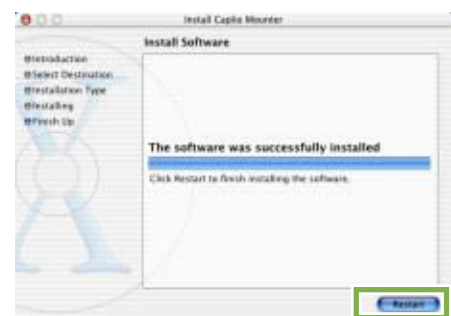 Install Caplio Mounter
Install Software
Introduction
Select Destination
Installation Type
Installing
Finish Up
The software was successfully installed
Click Restart to finish installing the software.
Restart